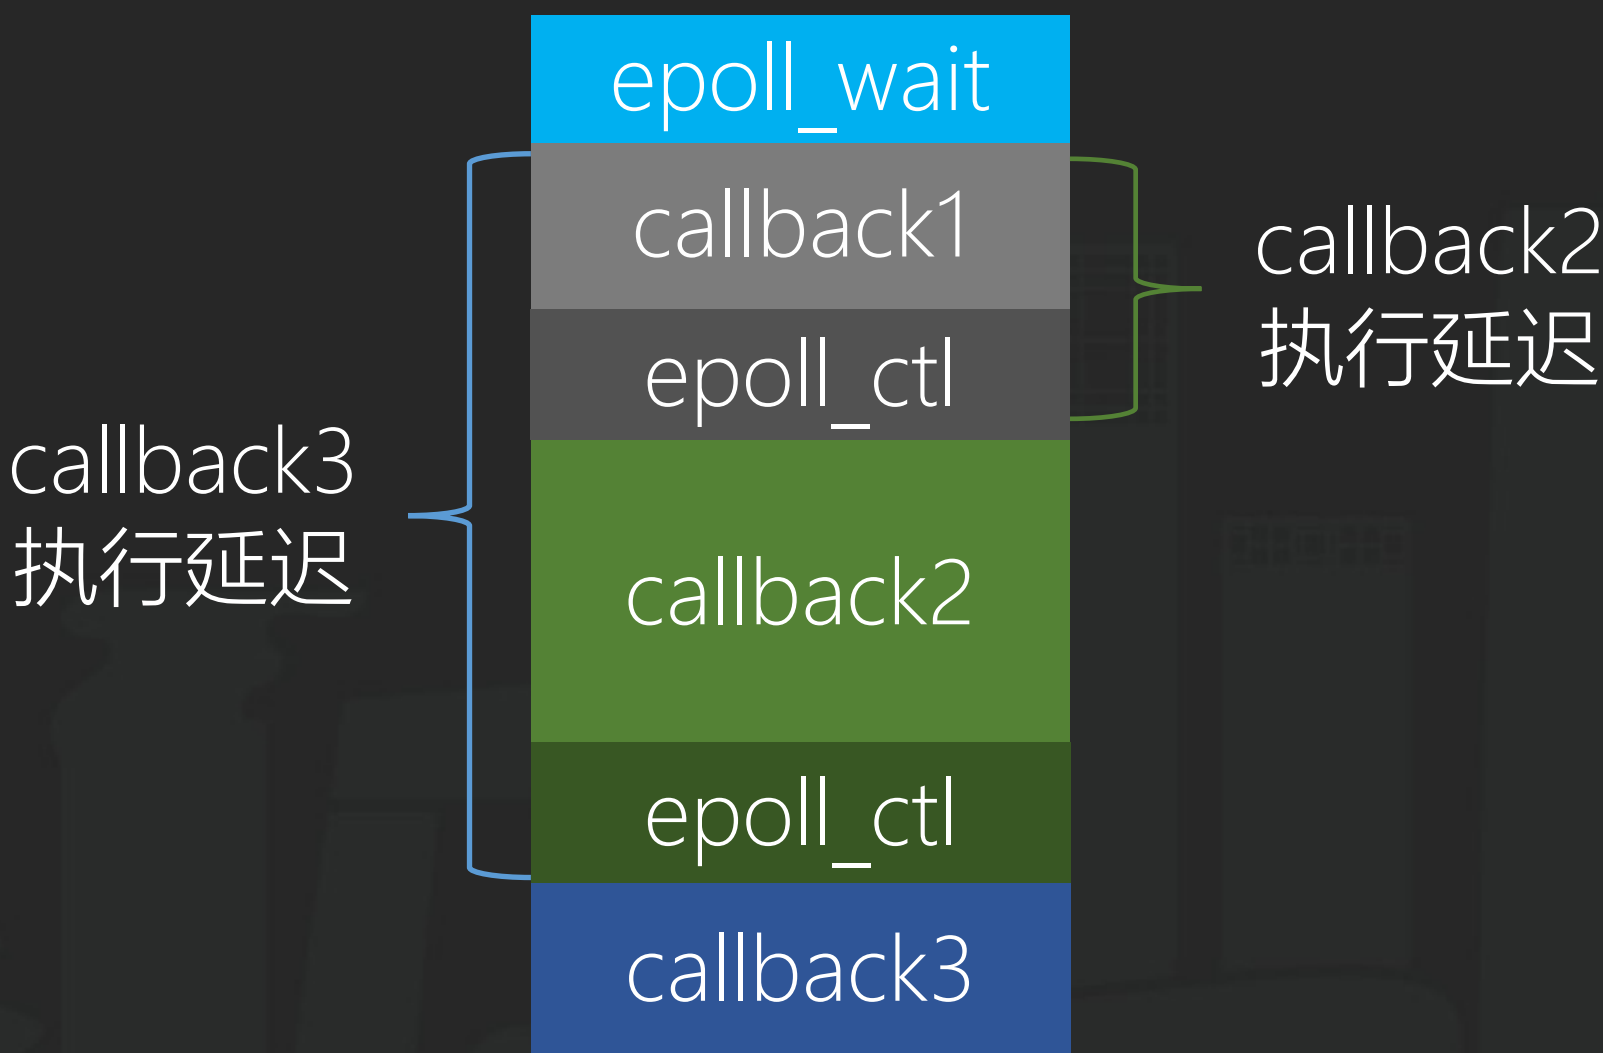 epoll_wait
callback1
callback2
执行延迟
epoll_ctl
callback3
执行延迟
callback2
epoll_ctl
callback3